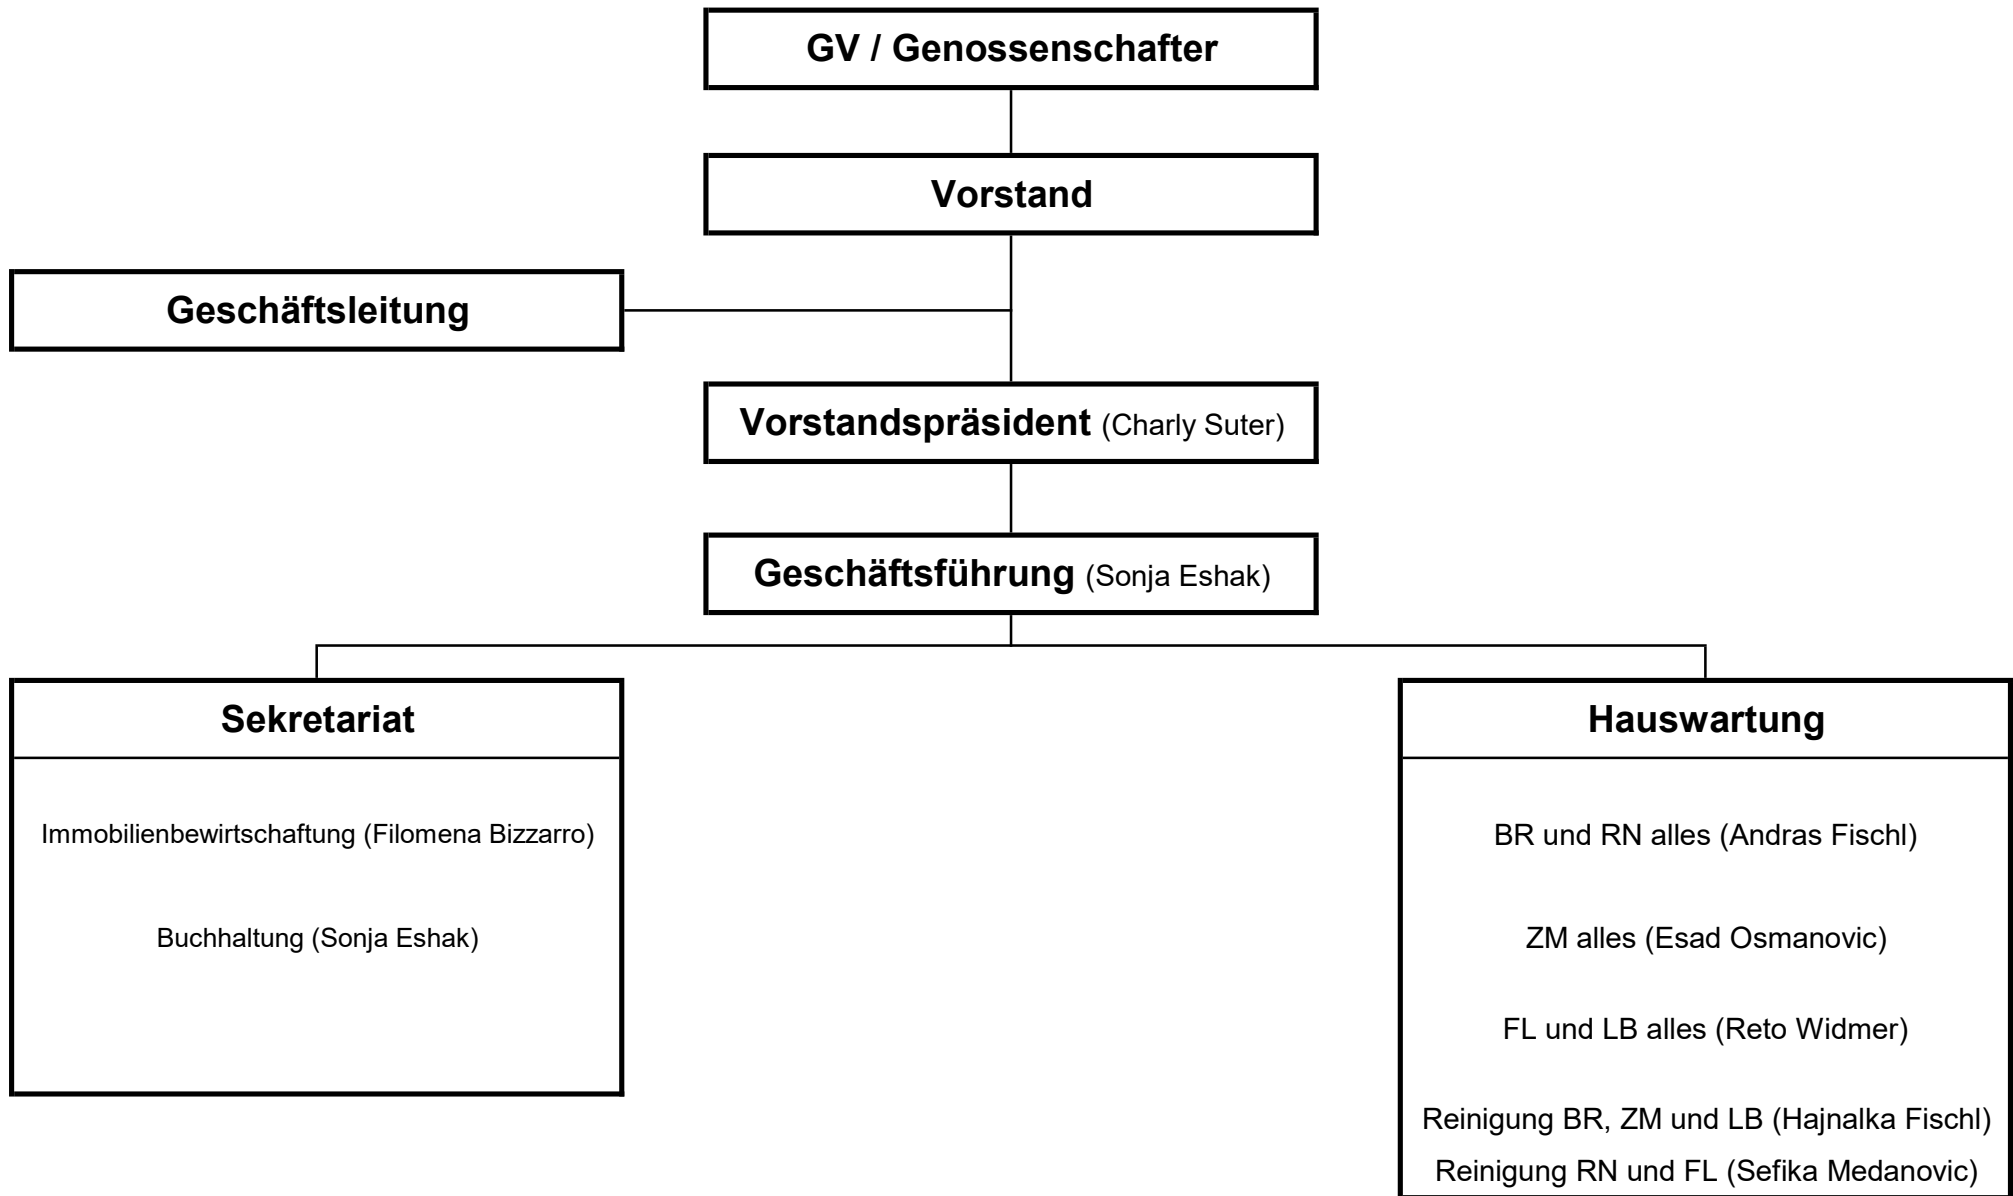 GV / Genossenschafter
Vorstand
Geschäftsleitung
Vorstandspräsident (Charly Suter)
Geschäftsführung (Sonja Eshak)
Sekretariat
Immobilienbewirtschaftung (Filomena Bizzarro)
Buchhaltung (Sonja Eshak)
Hauswartung
BR und RN alles (Andras Fischl)
ZM alles (Esad Osmanovic)
FL und LB alles (Reto Widmer)
Reinigung BR, ZM und LB (Hajnalka Fischl)
Reinigung RN und FL (Sefika Medanovic)